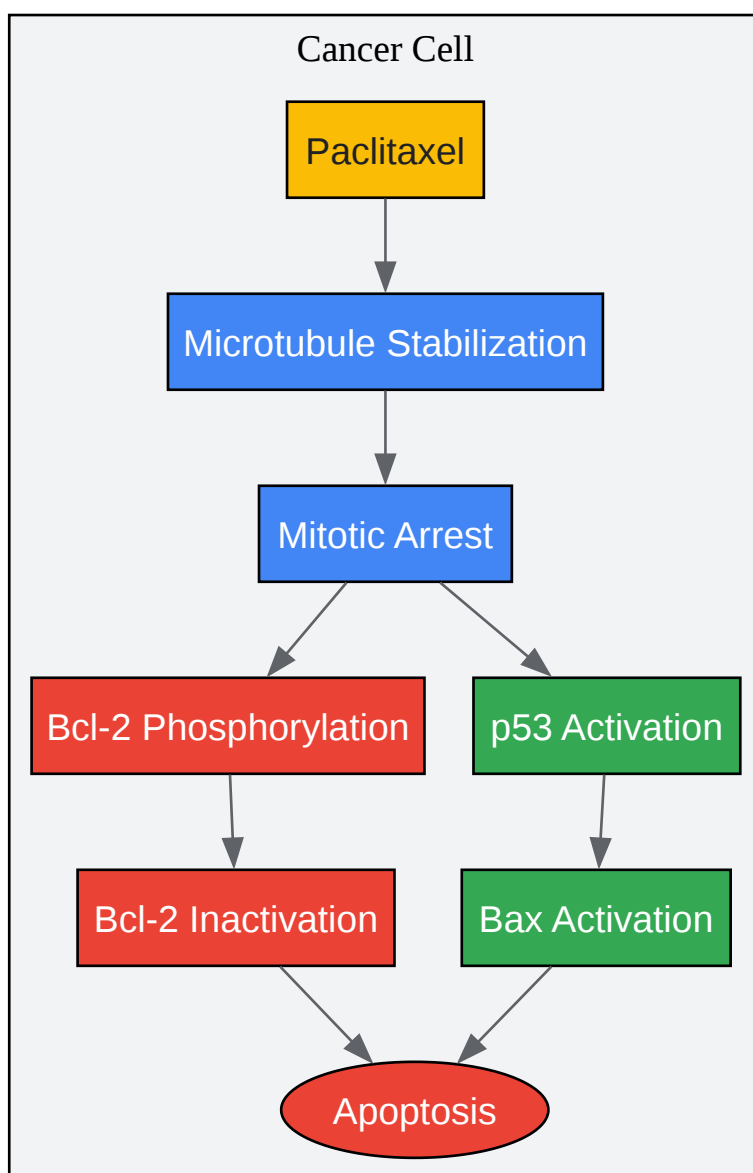 Cancer Cell
Paclitaxel
Microtubule Stabilization
Mitotic Arrest
Bcl-2 Phosphorylation
p53 Activation
Bcl-2 Inactivation
Bax Activation
Apoptosis